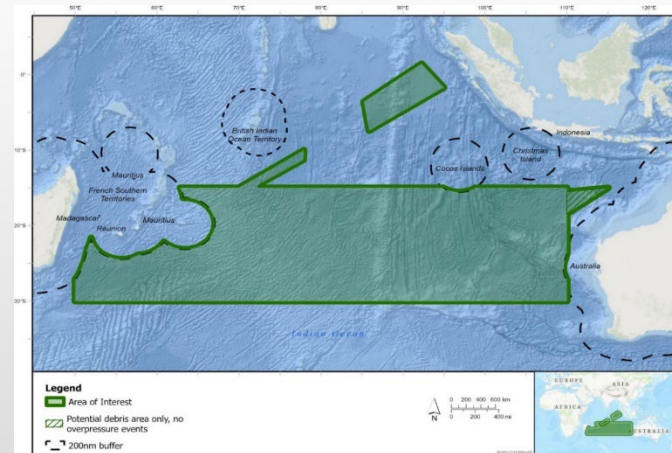 50°E
60°E
70°E
80°E
90°E
100°E
110°E
120°E
0°
10°S
20°S
30°S
British Indian
Ocean Territory
Indonesia
Christmas
Island
Cocos Islands
Mauritius
French Southern
Territories
Madagascar
Reunion
Mauritius
Australia
Indian Ocean
Legend
Area of Interest
Potential debris area only, no
overpressure events
200nm buffer
N
0 200 400 600 km
0 200 400 mi
EUROPE
ASIA
AFRICA
AUSTRALIA